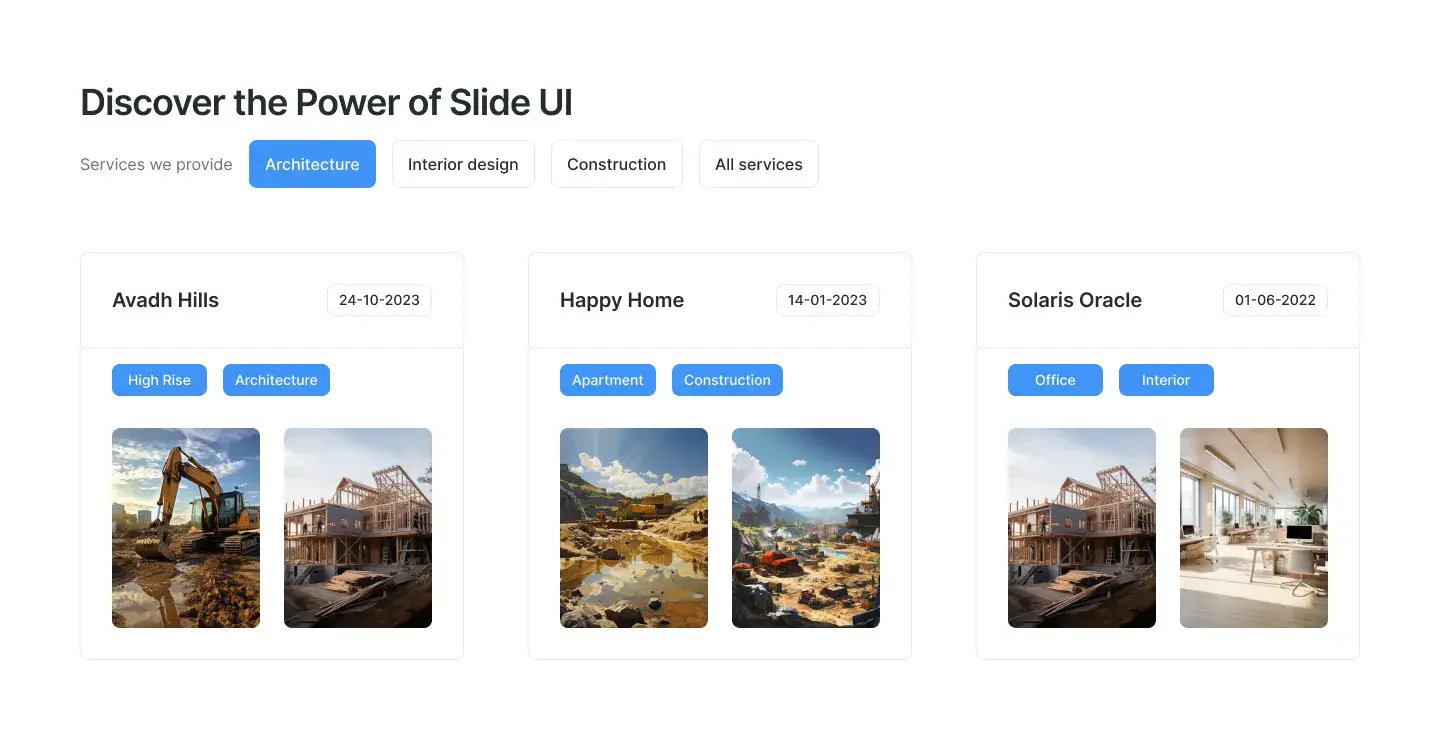 Discover the Power of Slide UI
Services we provide Architecture Interior design Construction All services
Avadh Hills 24-10-2023
High Rise Architecture
Happy Home 14-01-2023
Apartment Construction
Solaris Oracle 01-06-2022
Office Interior